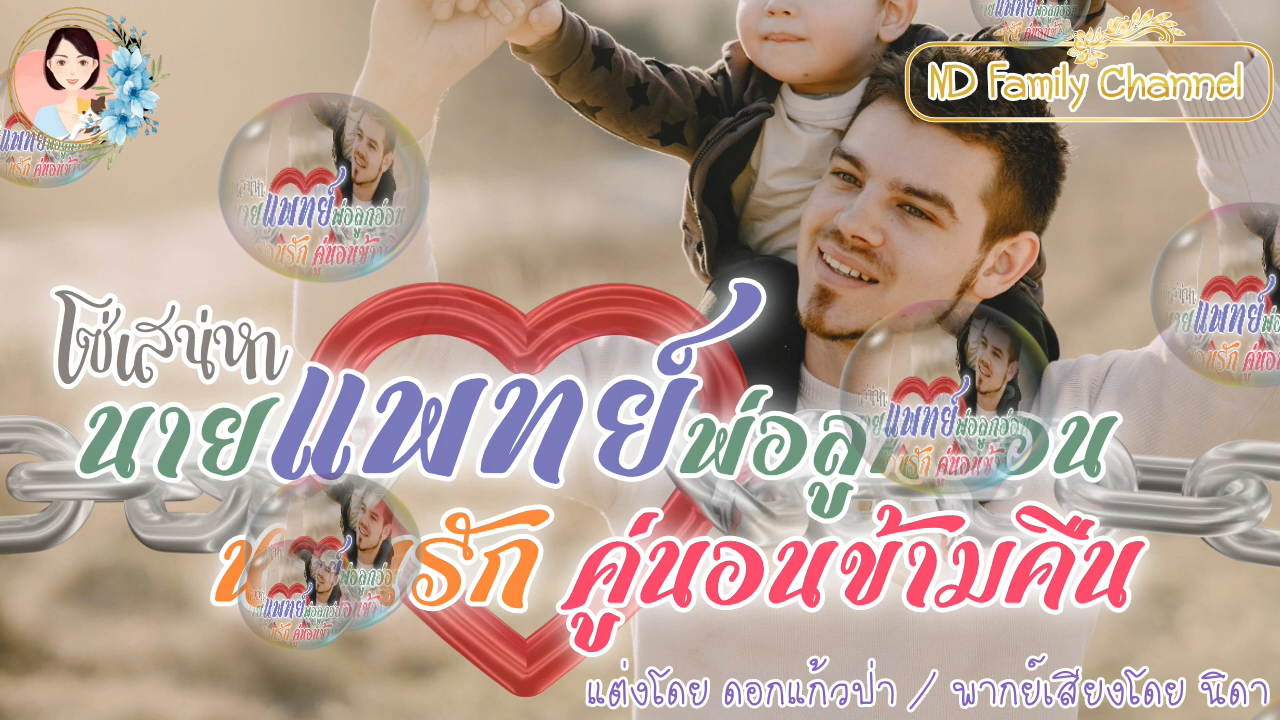 ND Family Channel
โซ่เสน่หา
นายแพทย์พ่อลูกอ่อน
คู่นอนข้ามคืน
แต่งโดย ดอกแก้วป่า / พากย์เสียงโดย นิดา